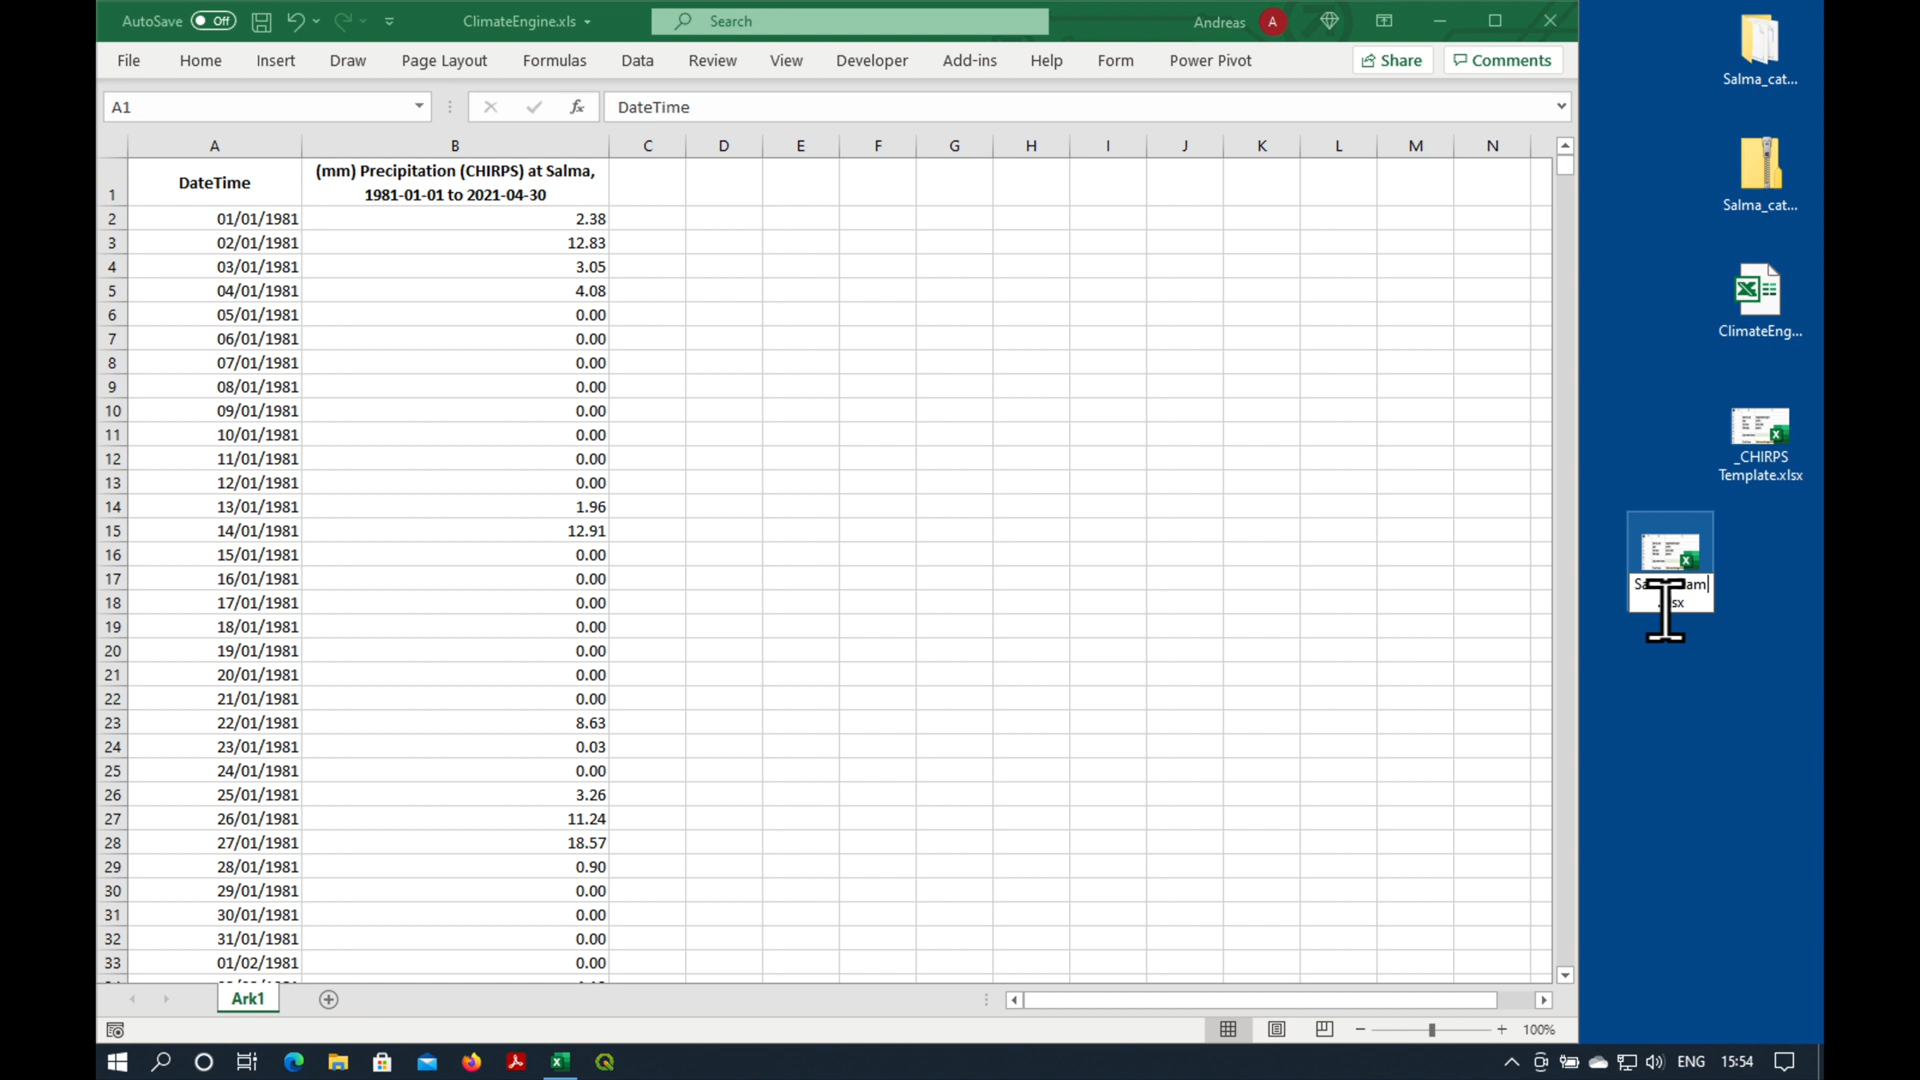 AutoSave Off ClimateEngine.xls Search Andreas A
File Home Insert Draw Page Layout Formulas Data Review View Developer Add-ins Help Form Power Pivot Share Comments
A1 fx DateTime
A B C D E F G H I J K L M N
1 DateTime (mm) Precipitation (CHIRPS) at Salma,
1981-01-01 to 2021-04-30
2 01/01/1981 2.38
3 02/01/1981 12.83
4 03/01/1981 3.05
5 04/01/1981 4.08
6 05/01/1981 0.00
7 06/01/1981 0.00
8 07/01/1981 0.00
9 08/01/1981 0.00
10 09/01/1981 0.00
11 10/01/1981 0.00
12 11/01/1981 0.00
13 12/01/1981 0.00
14 13/01/1981 1.96
15 14/01/1981 12.91
16 15/01/1981 0.00
17 16/01/1981 0.00
18 17/01/1981 0.00
19 18/01/1981 0.00
20 19/01/1981 0.00
21 20/01/1981 0.00
22 21/01/1981 0.00
23 22/01/1981 8.63
24 23/01/1981 0.03
25 24/01/1981 0.00
26 25/01/1981 3.26
27 26/01/1981 11.24
28 27/01/1981 18.57
29 28/01/1981 0.90
30 29/01/1981 0.00
31 30/01/1981 0.00
32 31/01/1981 0.00
33 01/02/1981 0.00
Ark1
100%
Salma_cat...
Salma_cat...
ClimateEng...
_CHIRPS
Template.xlsx
ENG 15:54